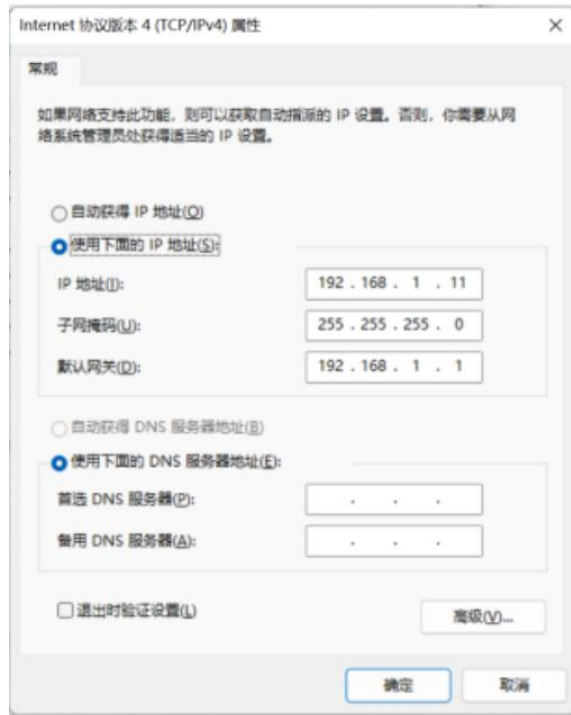 Internet 协议版本 4 (TCP/IPv4) 属性
常规
如果网络支持此功能，则可以获取自动指派的 IP 设置。否则，你需要从网
络系统管理员处获得适当的 IP 设置。
自动获得 IP 地址(O)
使用下面的 IP 地址(S):
IP 地址(I): 192 . 168 . 1 . 11
子网掩码(U): 255 . 255 . 255 . 0
默认网关(D): 192 . 168 . 1 . 1
自动获得 DNS 服务器地址(B)
使用下面的 DNS 服务器地址(E):
首选 DNS 服务器(P): . . .
备用 DNS 服务器(A): . . .
退出时验证设置(L)
高级(V)...
确定 取消